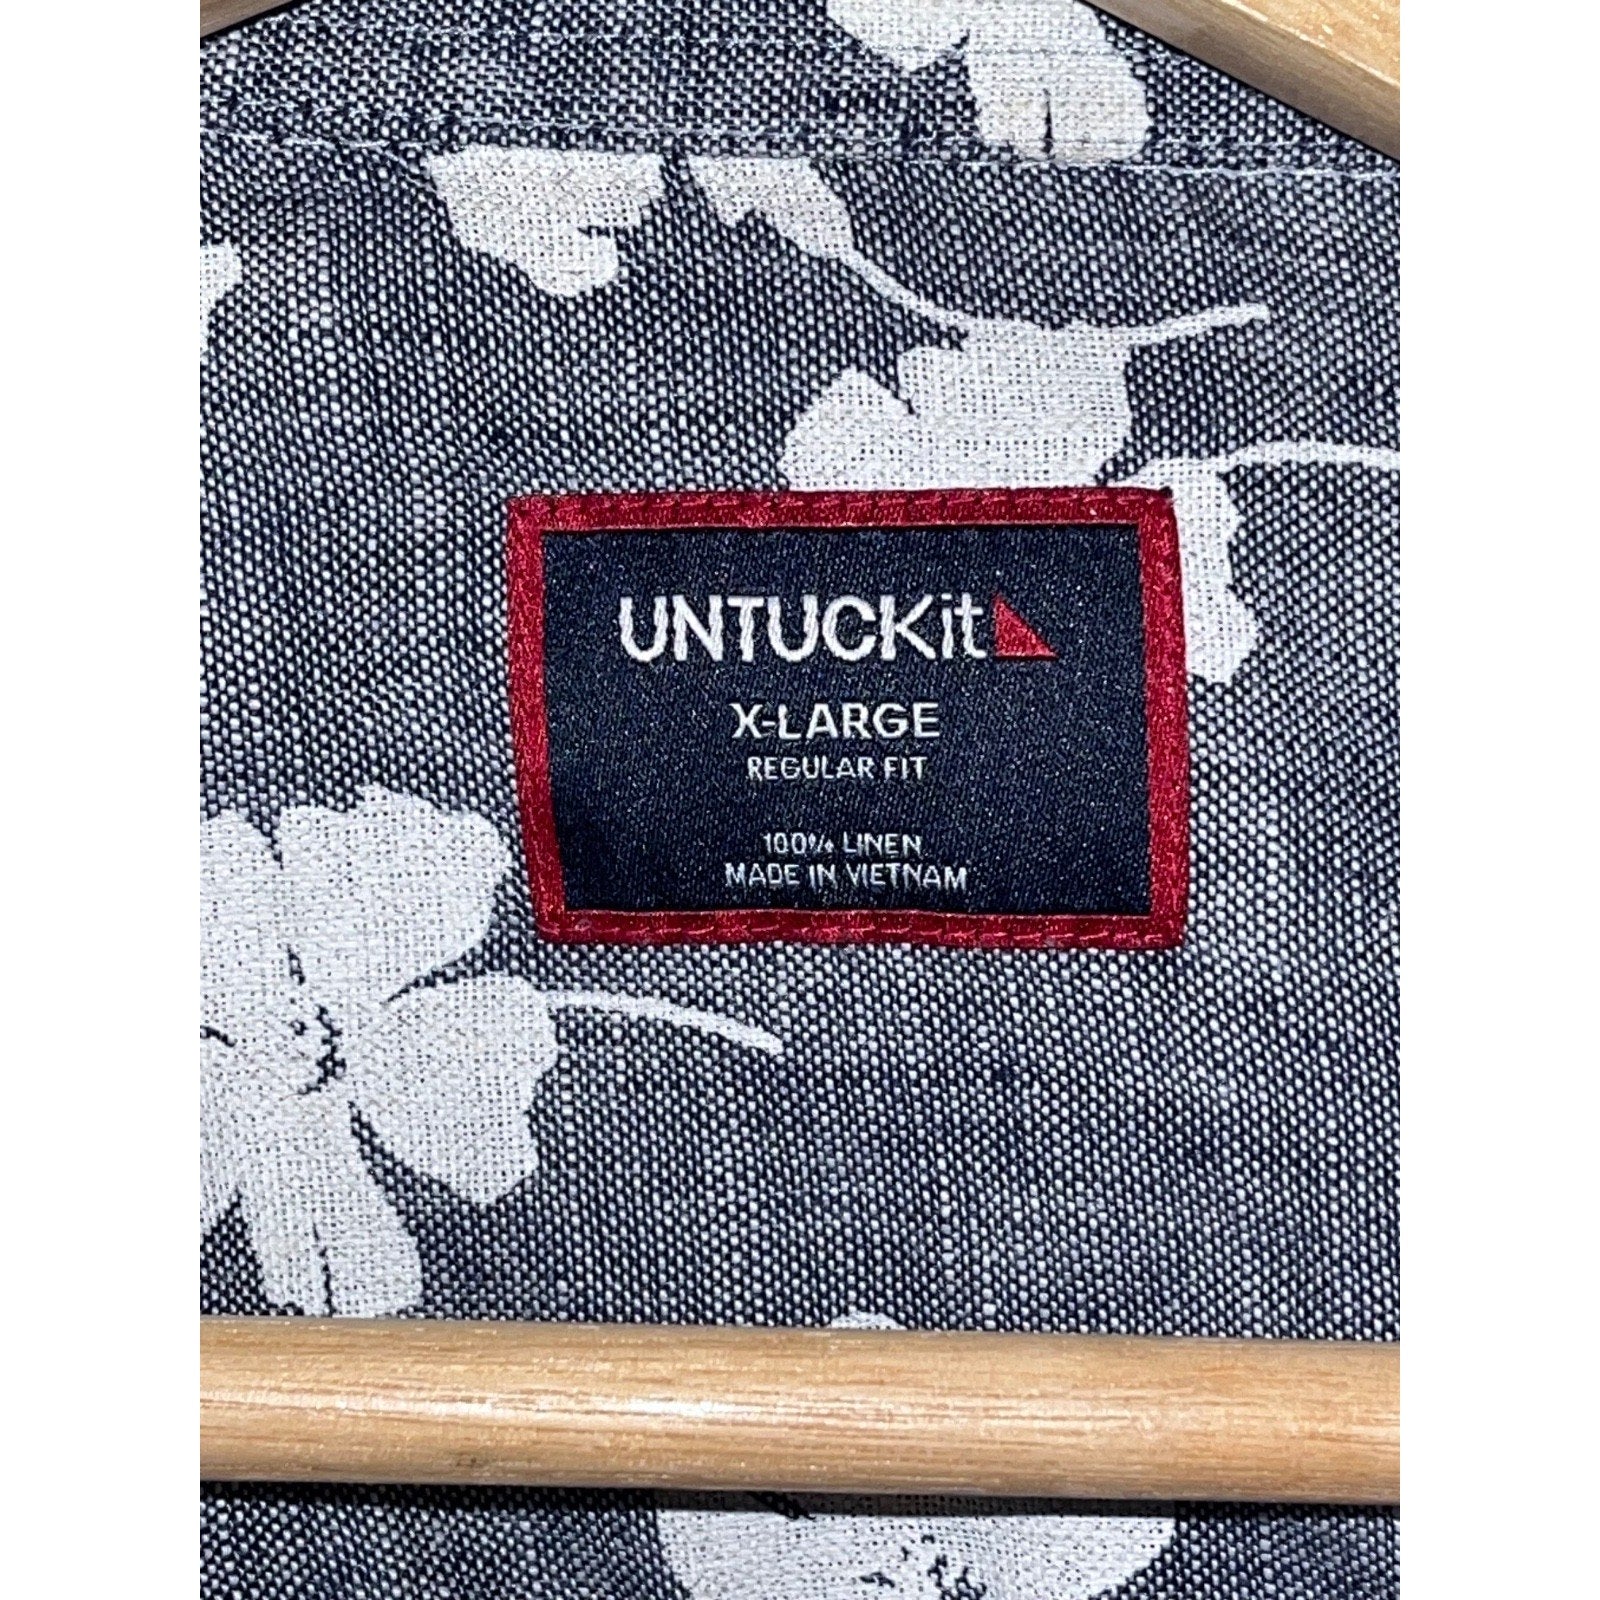 UNTUCKit
X-LARGE
REGULAR FIT
100% LINEN
MADE IN VIETNAM